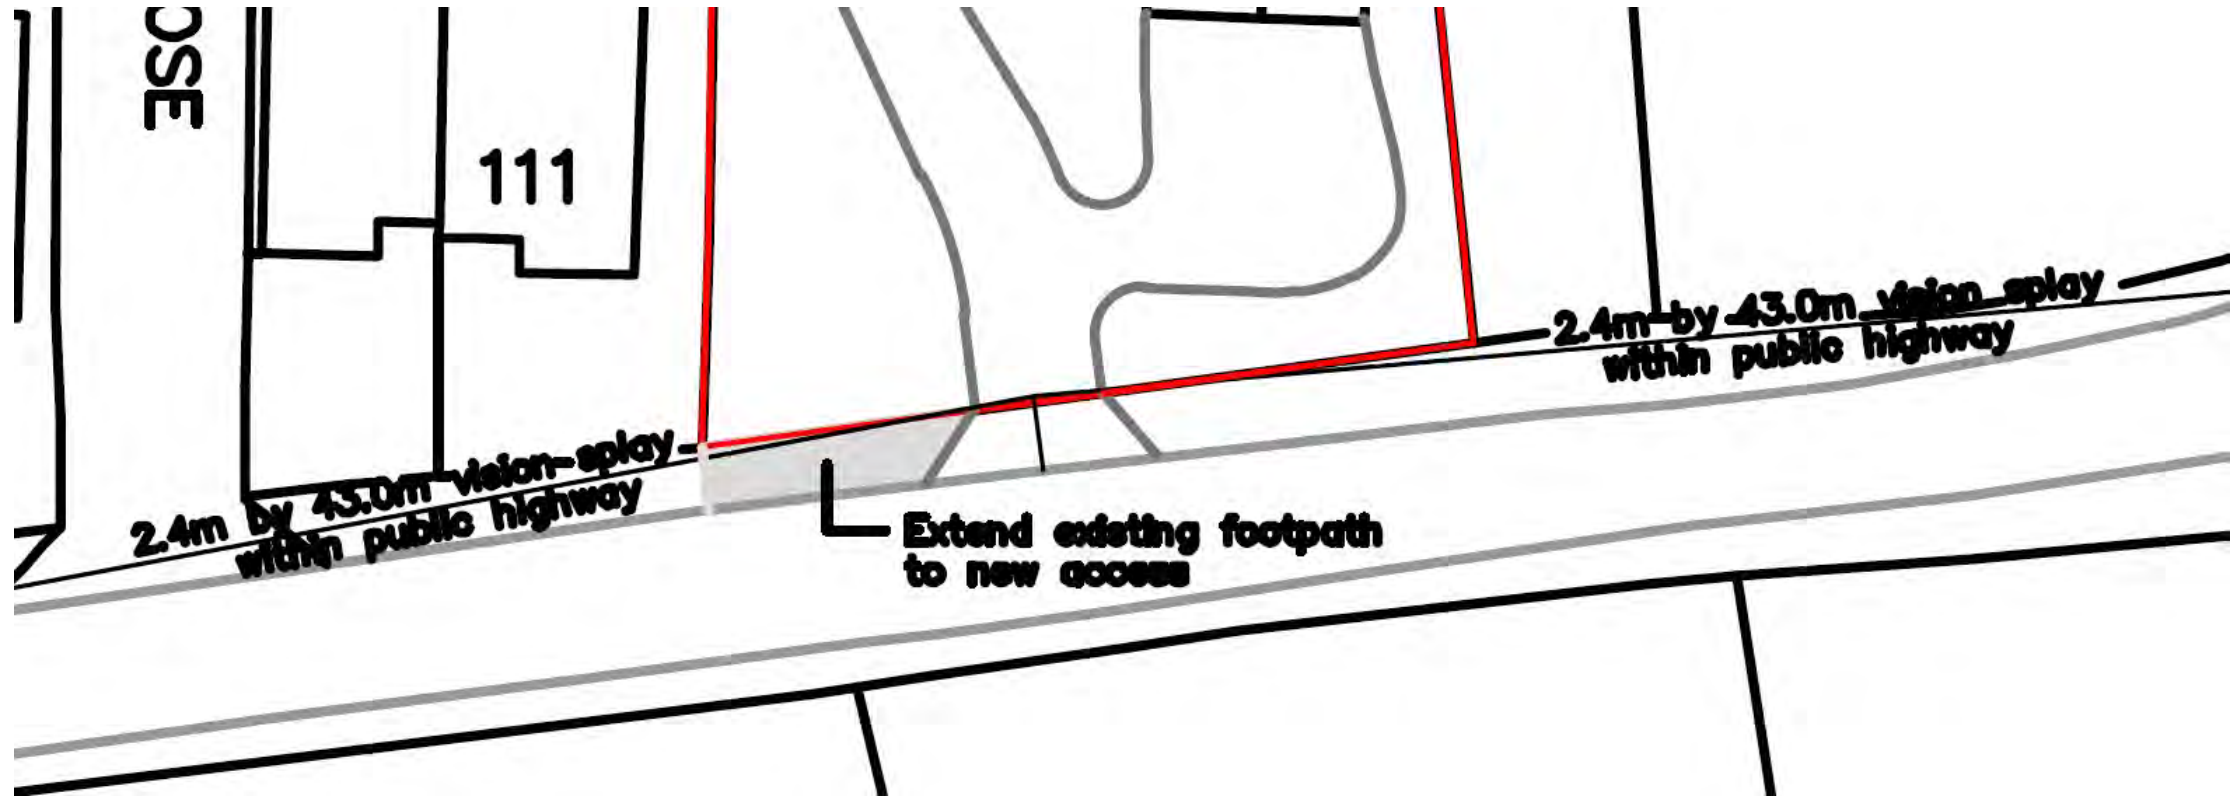 OSE
111
2.4m by 43.0m vision splay
within public highway
2.4m by 43.0m vision splay
within public highway
Extend existing footpath
to new access